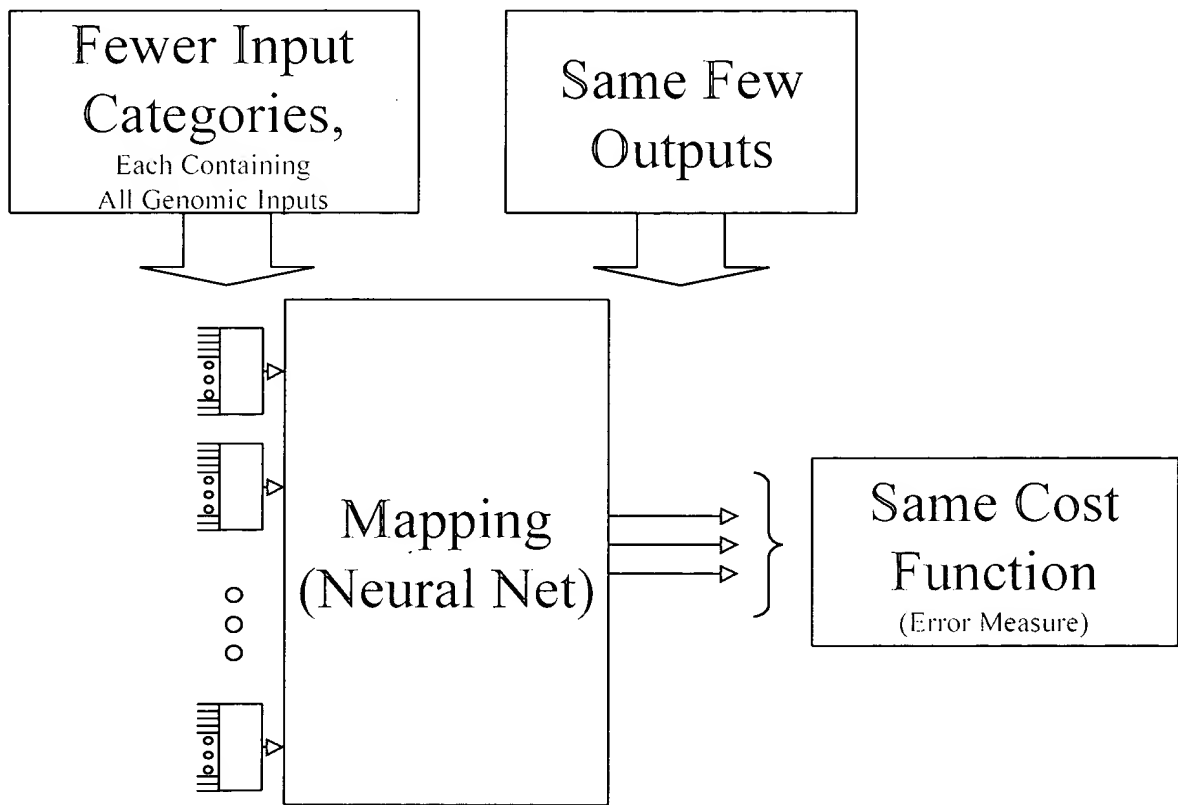 Fewer Input
Categories,
Each Containing
All Genomic Inputs
Same Few
Outputs
Mapping
(Neural Net)
Same Cost
Function
(Error Measure)